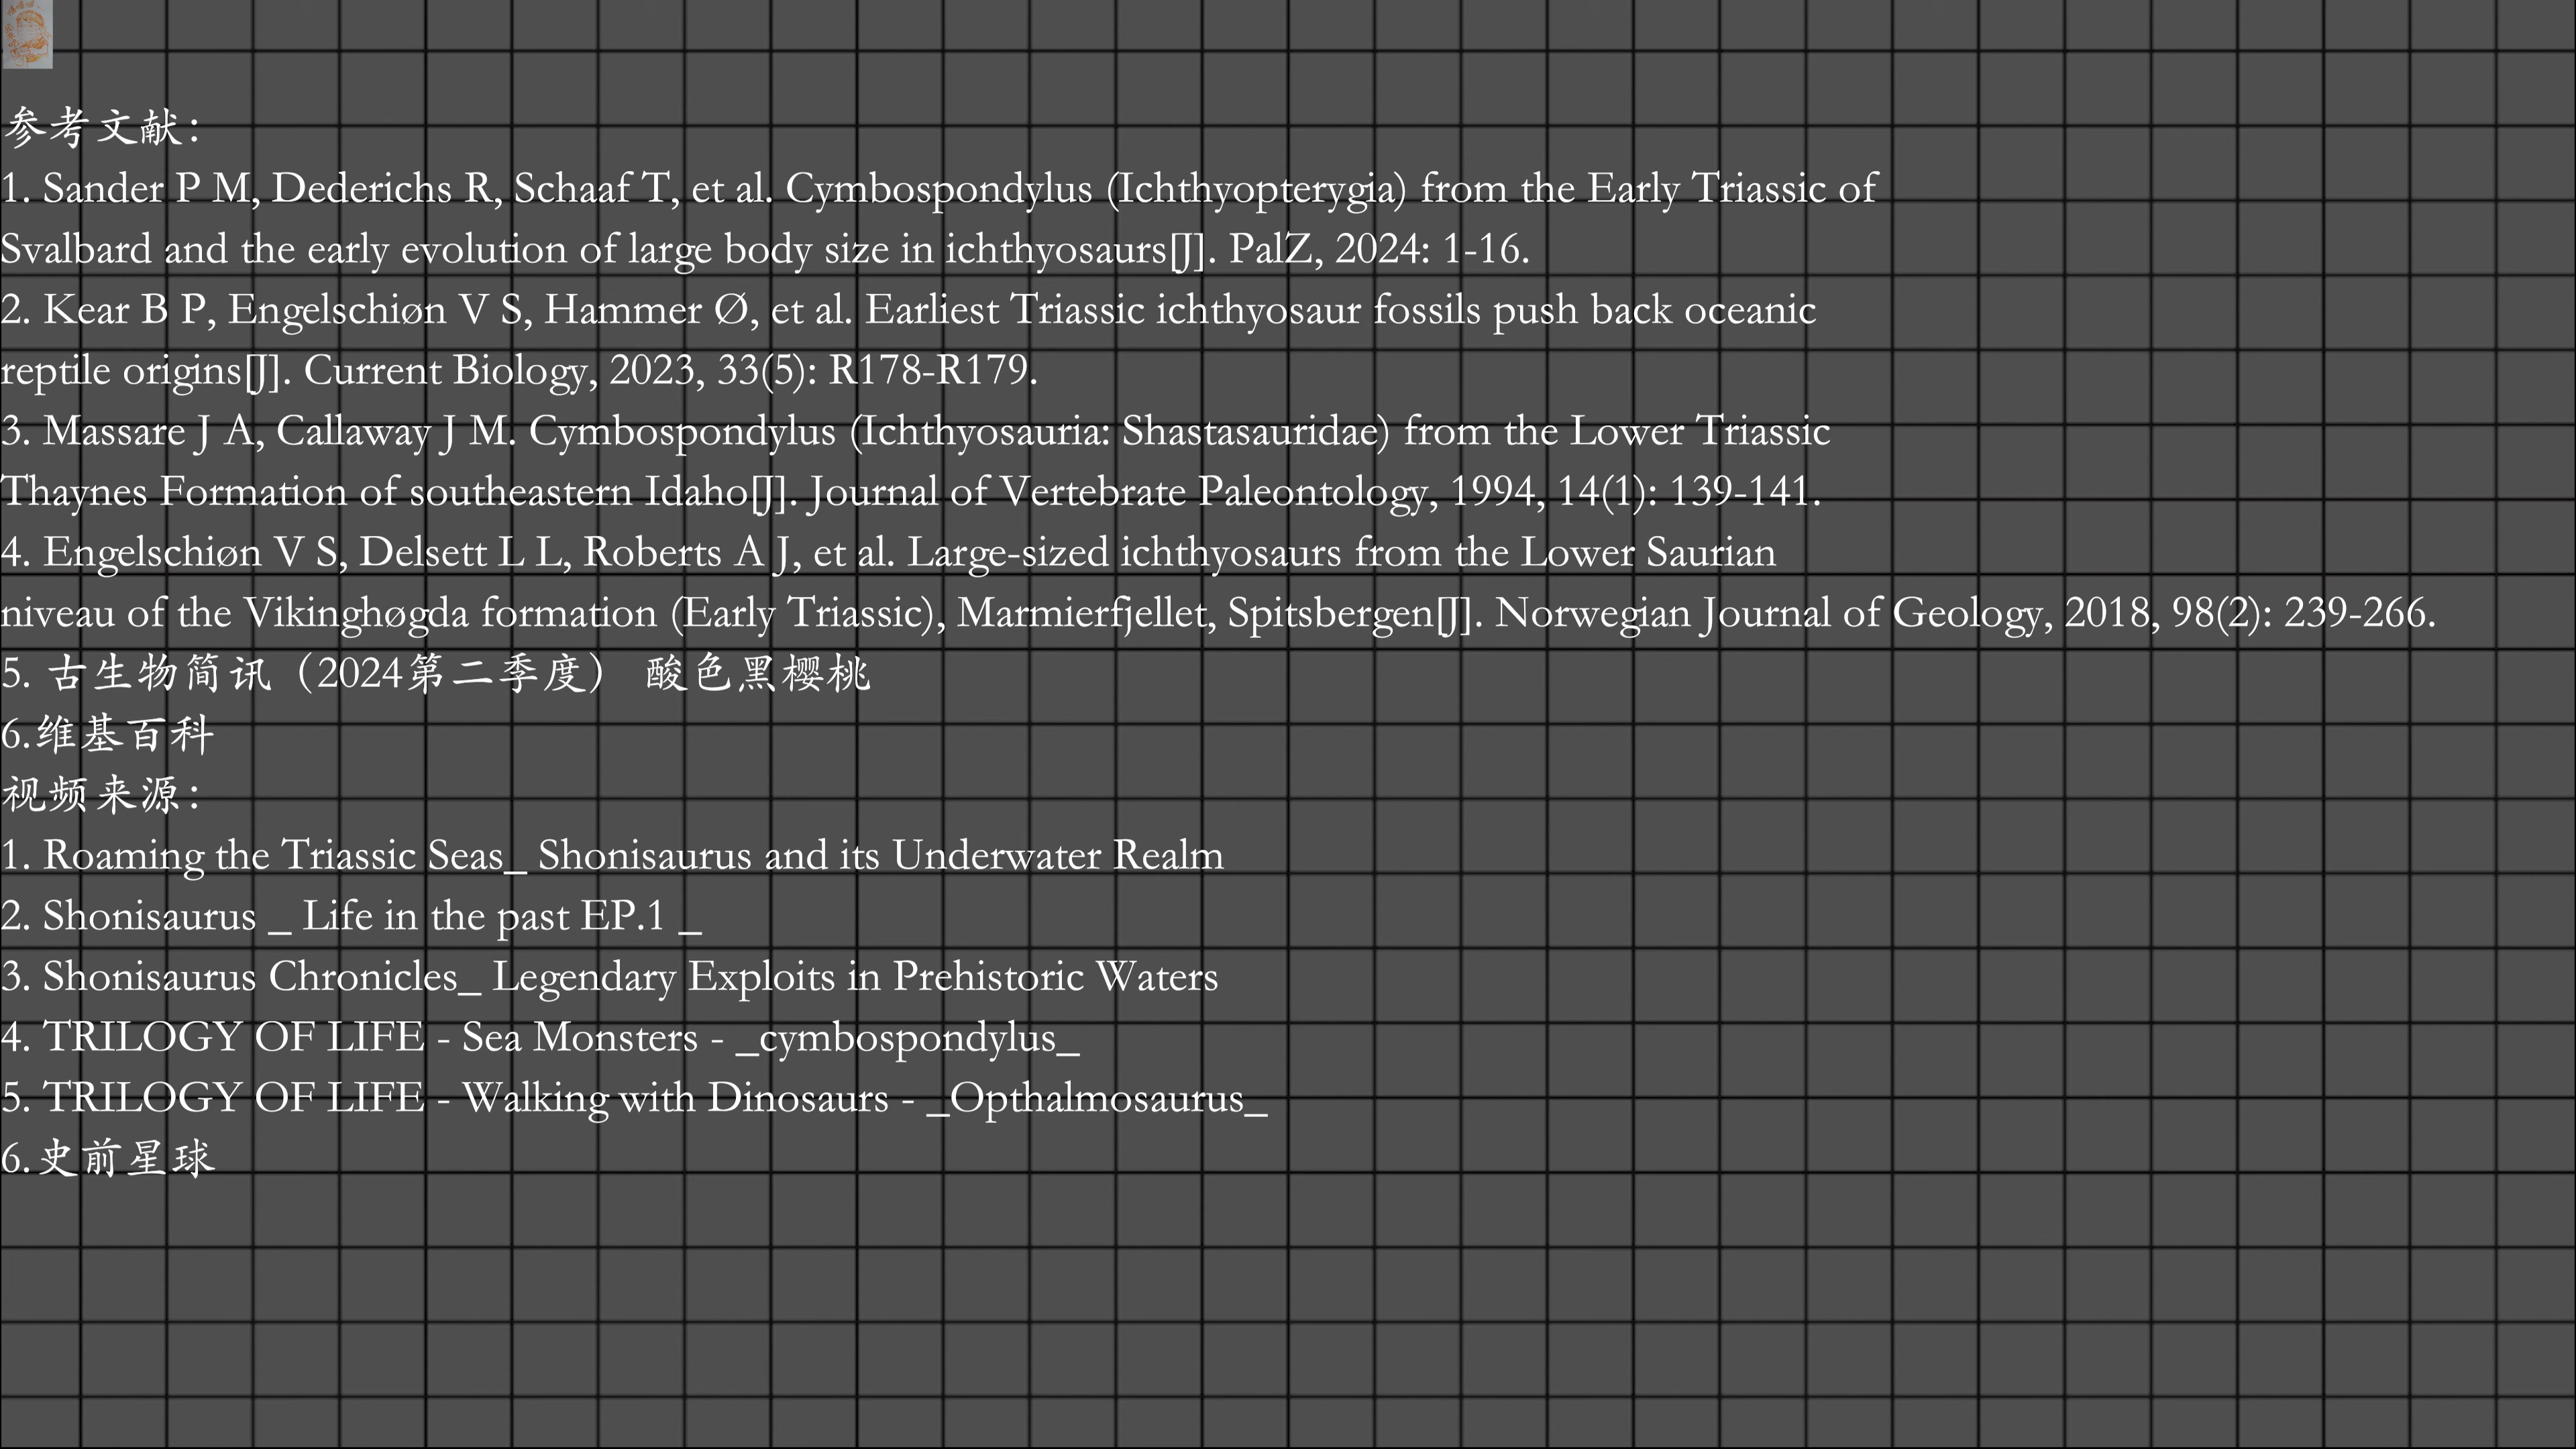 参考文献：
1. Sander P M, Dederichs R, Schaaf T, et al. Cymbospondylus (Ichthyopterygia) from the Early Triassic of
Svalbard and the early evolution of large body size in ichthyosaurs[J]. PalZ, 2024: 1-16.
2. Kear B P, Engelschiøn V S, Hammer Ø, et al. Earliest Triassic ichthyosaur fossils push back oceanic
reptile origins[J]. Current Biology, 2023, 33(5): R178-R179.
3. Massare J A, Callaway J M. Cymbospondylus (Ichthyosauria: Shastasauridae) from the Lower Triassic
Thaynes Formation of southeastern Idaho[J]. Journal of Vertebrate Paleontology, 1994, 14(1): 139-141.
4. Engelschiøn V S, Delsett L L, Roberts A J, et al. Large-sized ichthyosaurs from the Lower Saurian
niveau of the Vikinghøgda formation (Early Triassic), Marmierfjellet, Spitsbergen[J]. Norwegian Journal of Geology, 2018, 98(2): 239-266.
5. 古生物简讯（2024第二季度） 酸色黑樱桃
6.维基百科
视频来源：
1. Roaming the Triassic Seas_ Shonisaurus and its Underwater Realm
2. Shonisaurus _ Life in the past EP.1 _
3. Shonisaurus Chronicles_ Legendary Exploits in Prehistoric Waters
4. TRILOGY OF LIFE - Sea Monsters - _cymbospondylus_
5. TRILOGY OF LIFE - Walking with Dinosaurs - _Opthalmosaurus_
6.史前星球